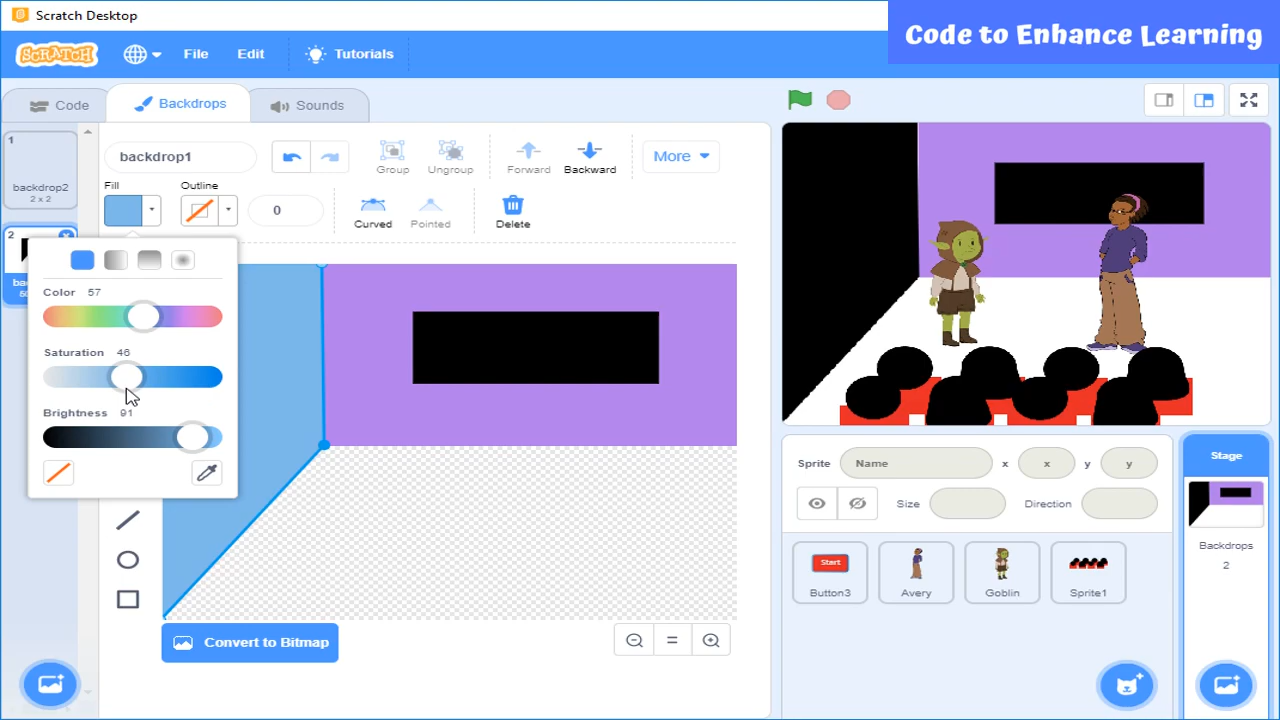 Scratch Desktop
Code to Enhance Learning
SCRATCH
File
Edit
Tutorials
Code
Backdrops
Sounds
1
backdrop2
2 x 2
2
backdrop1
Group
Ungroup
Forward
Backward
More
Fill
Outline
0
Curved
Pointed
Delete
Color 57
Saturation 46
Brightness 91
Convert to Bitmap
Sprite
Name
x
x
y
y
Size
Direction
Stage
Backdrops
2
Start
Button3
Avery
Goblin
Sprite1